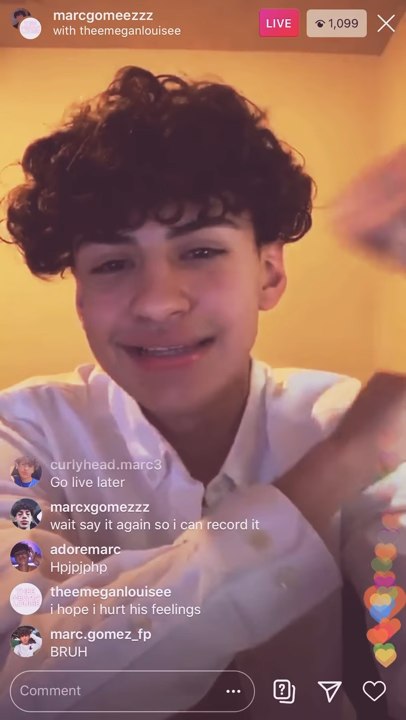 marcgomeezzz
with theemeganlouisee
LIVE
1,099
curlyhead.marc3
Go live later
marcxgomezzz
wait say it again so i can record it
adoremarc
Hpjpjphp
theemeganlouisee
i hope i hurt his feelings
marc.gomez_fp
BRUH
Comment